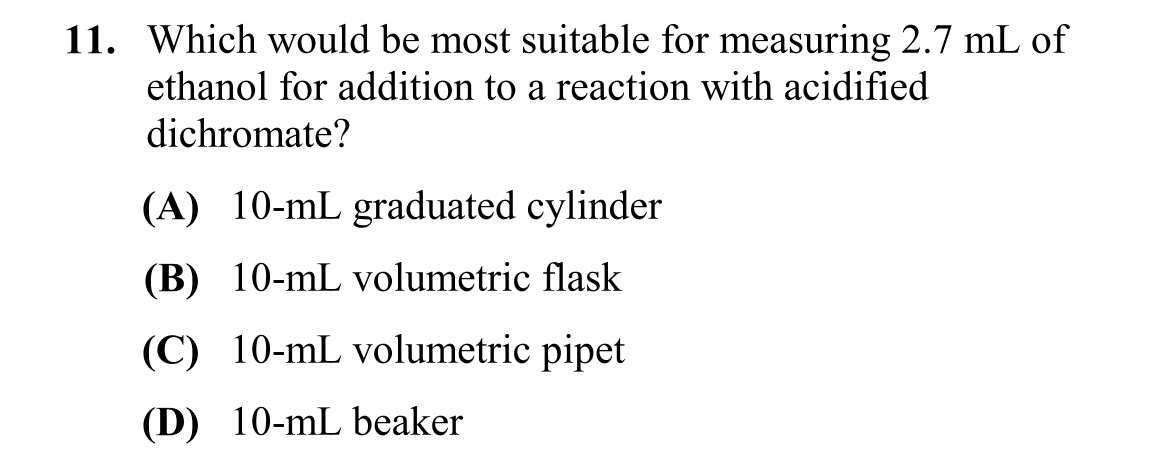 11. Which would be most suitable for measuring 2.7 mL of
ethanol for addition to a reaction with acidified
dichromate?
(A) 10-mL graduated cylinder
(B) 10-mL volumetric flask
(C) 10-mL volumetric pipet
(D) 10-mL beaker